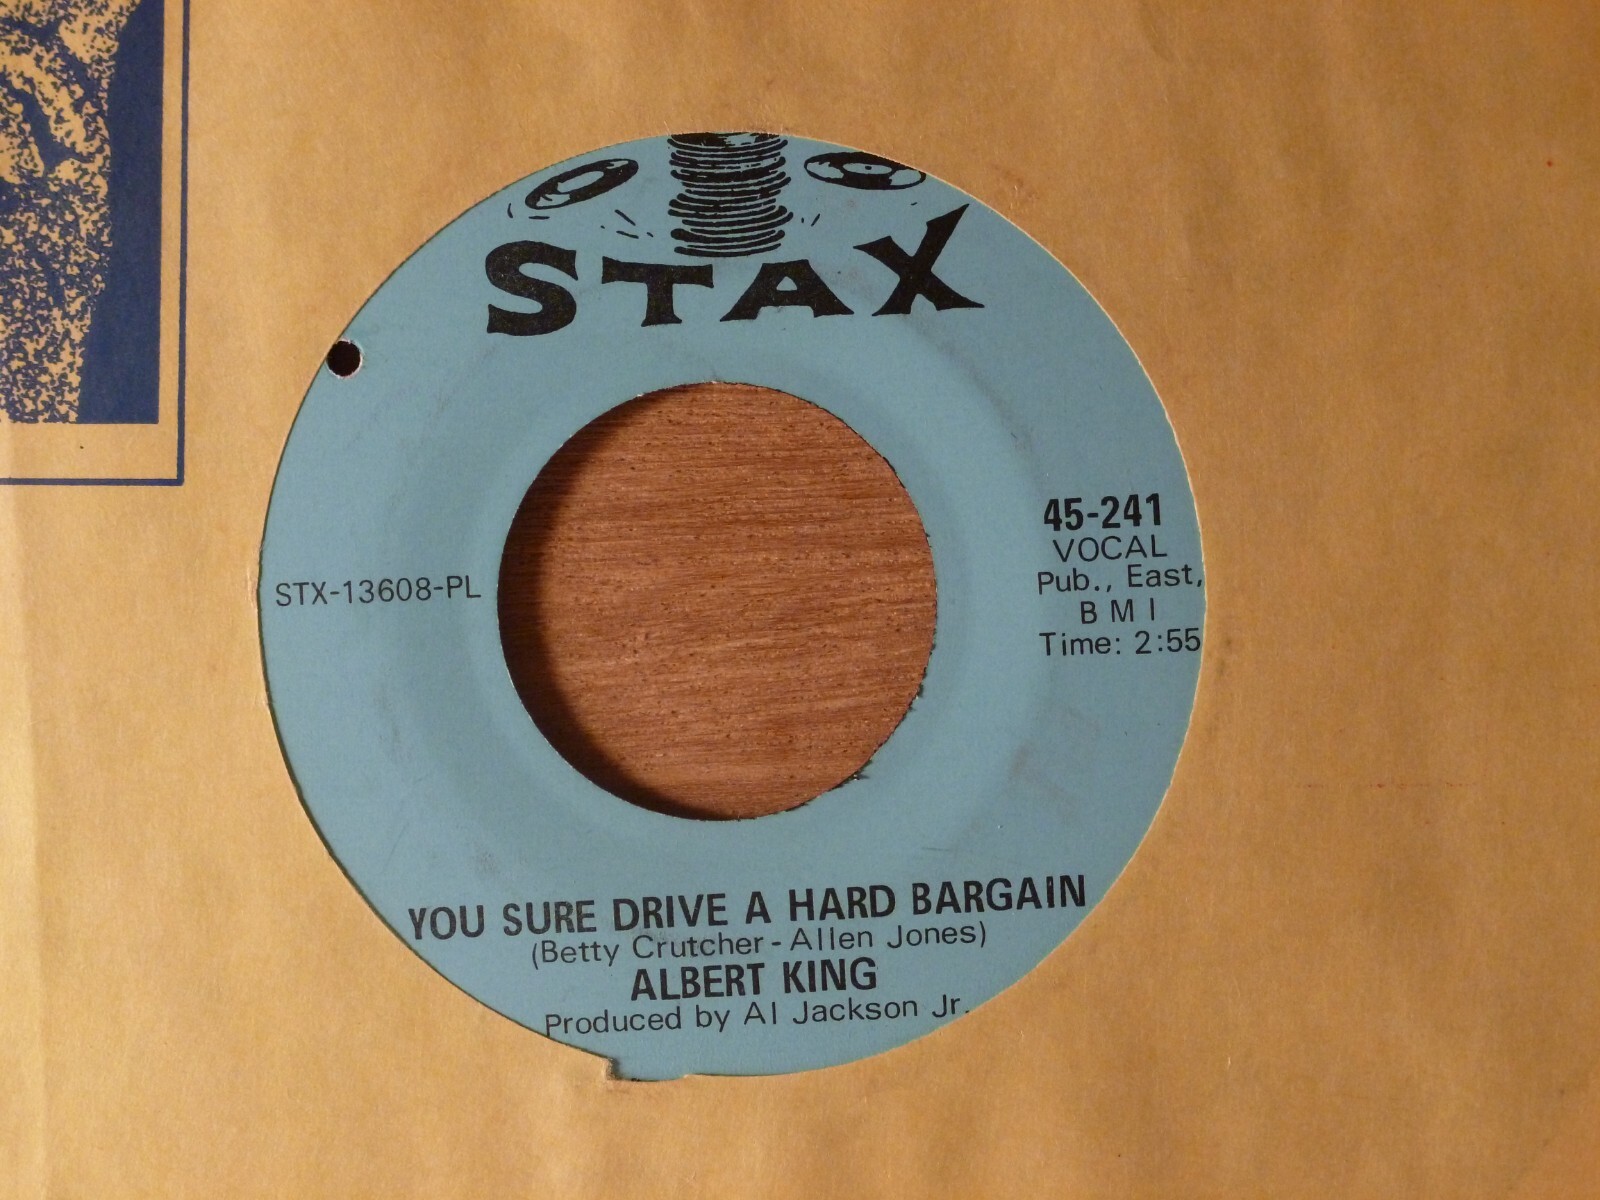 STAX
STX-13608-PL
45-241
VOCAL
Pub., East,
B M I
Time: 2:55
YOU SURE DRIVE A HARD BARGAIN
(Betty Crutcher-Allen Jones)
ALBERT KING
Produced by Al Jackson Jr.